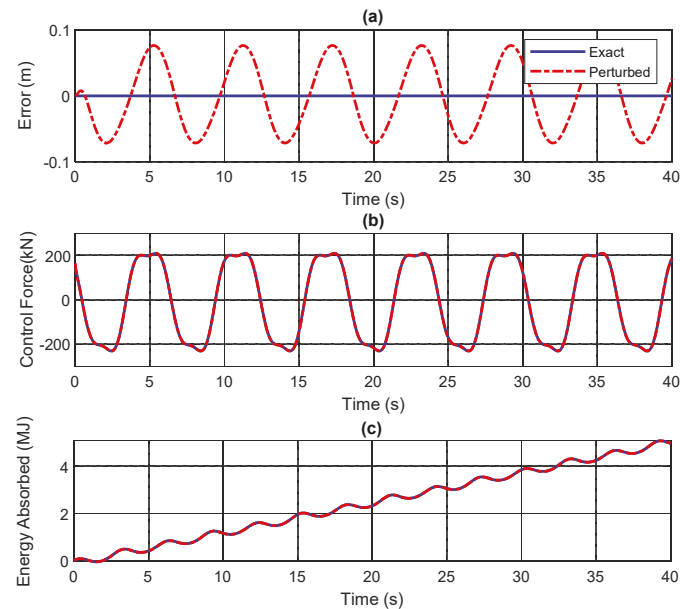 (a)
0.1
0
-0.1
Error (m)
Exact
Perturbed
0 5 10 15 20 25 30 35 40
Time (s)
(b)
200
0
-200
Control Force(kN)
0 5 10 15 20 25 30 35 40
Time (s)
(c)
4
2
0
Energy Absorbed (MJ)
0 5 10 15 20 25 30 35 40
Time (s)